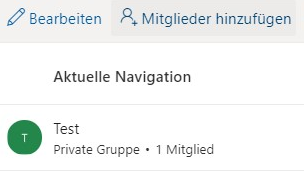 Bearbeiten Mitglieder hinzufügen
Aktuelle Navigation
T
Test
Private Gruppe • 1 Mitglied